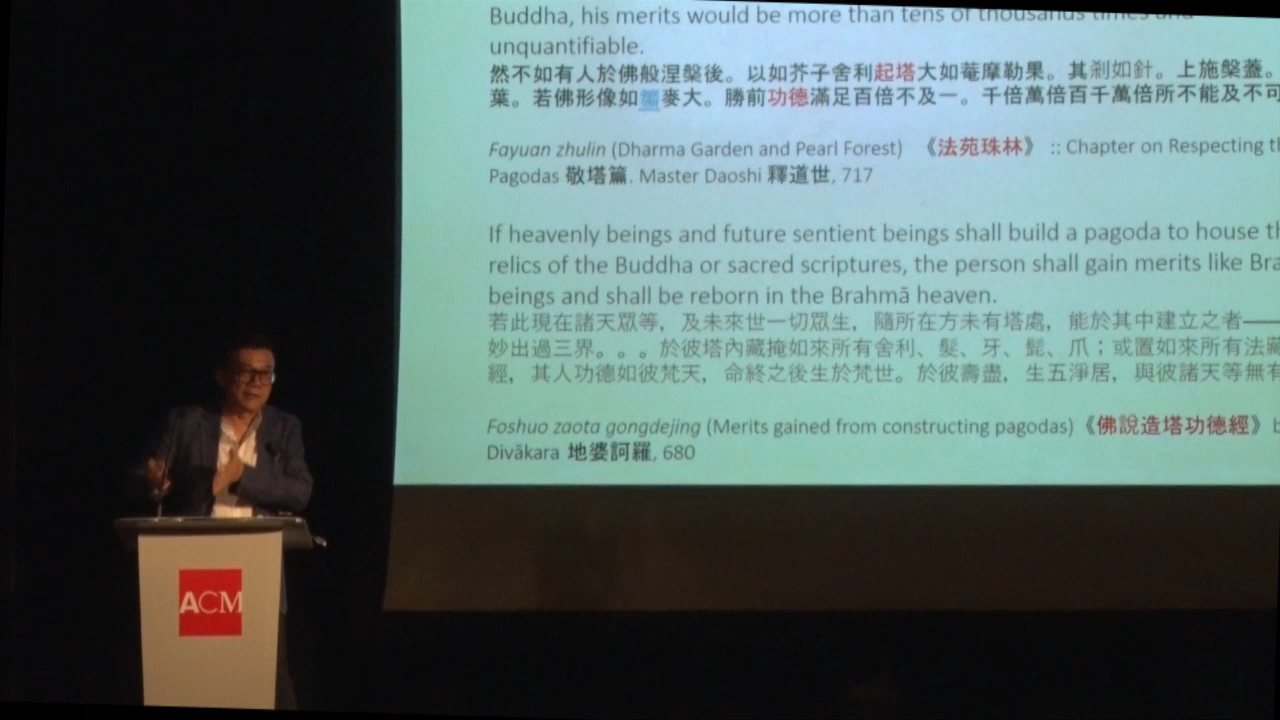 Buddha, his merits would be more than tens of thousands times and
unquantifiable.
然不如有人於佛般涅槃後。以如芥子舍利起塔大如菴摩勒果。其剎如針。上施槃蓋。
葉。若佛形像如麥大。勝前功德滿足百倍不及一。千倍萬倍百千萬倍所不能及不可
Fayuan zhulin (Dharma Garden and Pearl Forest) 《法苑珠林》 :: Chapter on Respecting
Pagodas 敬塔篇. Master Daoshi 釋道世, 717
If heavenly beings and future sentient beings shall build a pagoda to house
relics of the Buddha or sacred scriptures, the person shall gain merits like
beings and shall be reborn in the Brahmā heaven.
若此現在諸天眾等，及未來世一切眾生，隨所在方未有塔處，能於其中建立之者——
妙出過三界。。。於彼塔內藏掩如來所有舍利、髮、牙、髭、爪；或置如來所有法藏
經，其人功德如彼梵天，命終之後生於梵世。於彼壽盡，生五淨居，與彼諸天等無有
Foshuo zaota gongdejing (Merits gained from constructing pagodas) 《佛說造塔功德經》
Divākara 地婆訶羅, 680
ACM